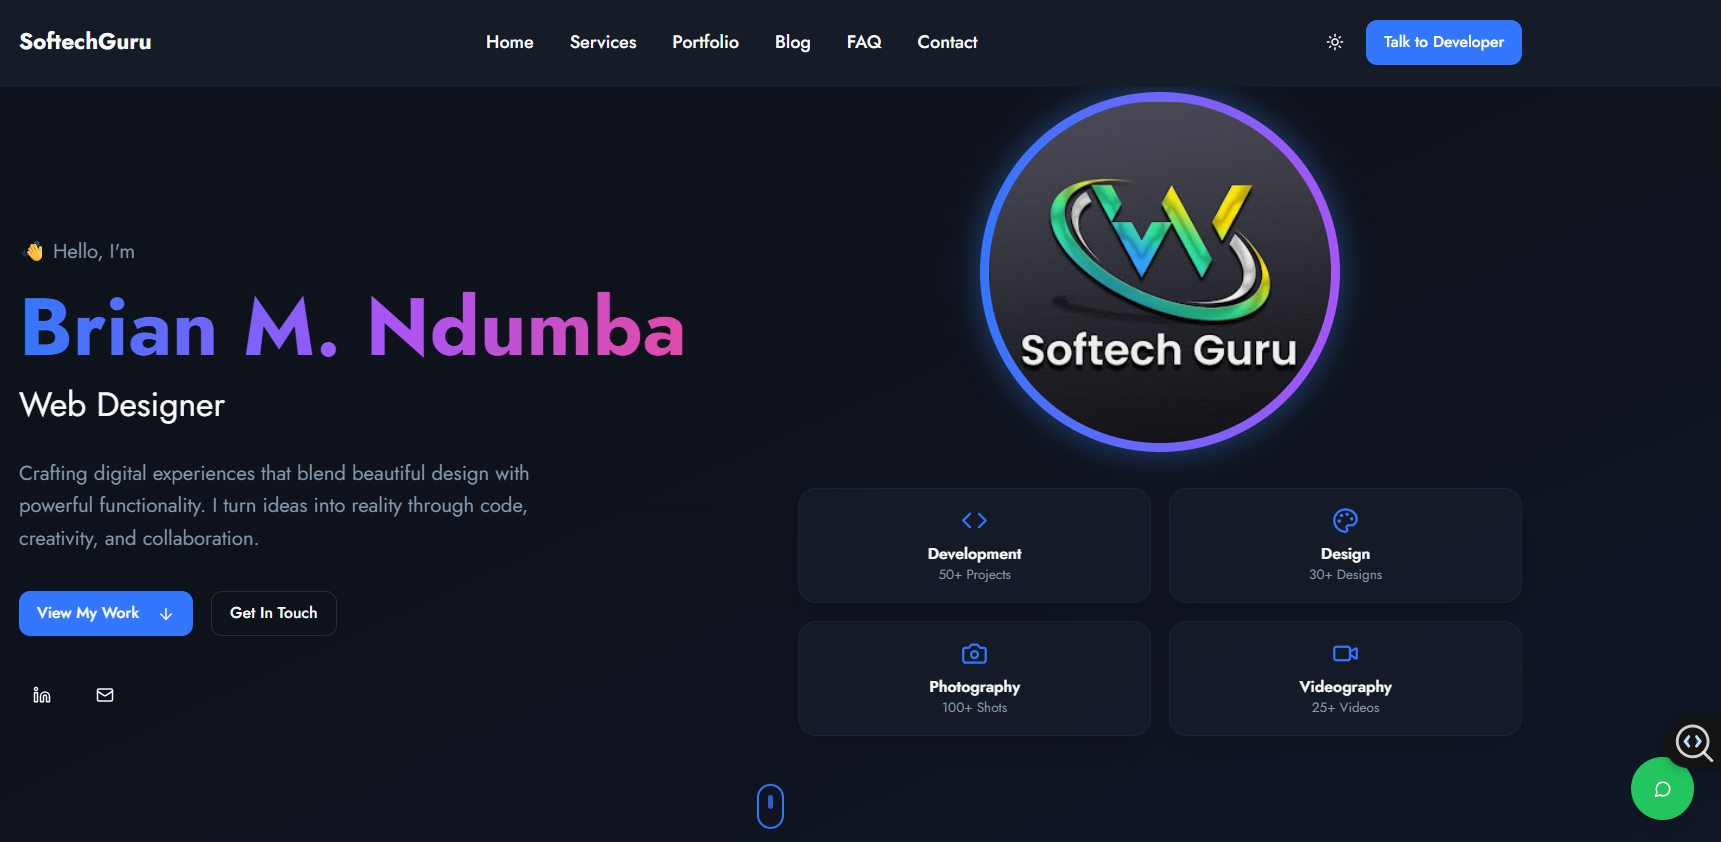 SoftechGuru
Home
Services
Portfolio
Blog
FAQ
Contact
Talk to Developer
👋 Hello, I'm
Brian M. Ndumba
Web Designer
Crafting digital experiences that blend beautiful design with
powerful functionality. I turn ideas into reality through code,
creativity, and collaboration.
View My Work
Get In Touch
Softech Guru
Development
50+ Projects
Design
30+ Designs
Photography
100+ Shots
Videography
25+ Videos